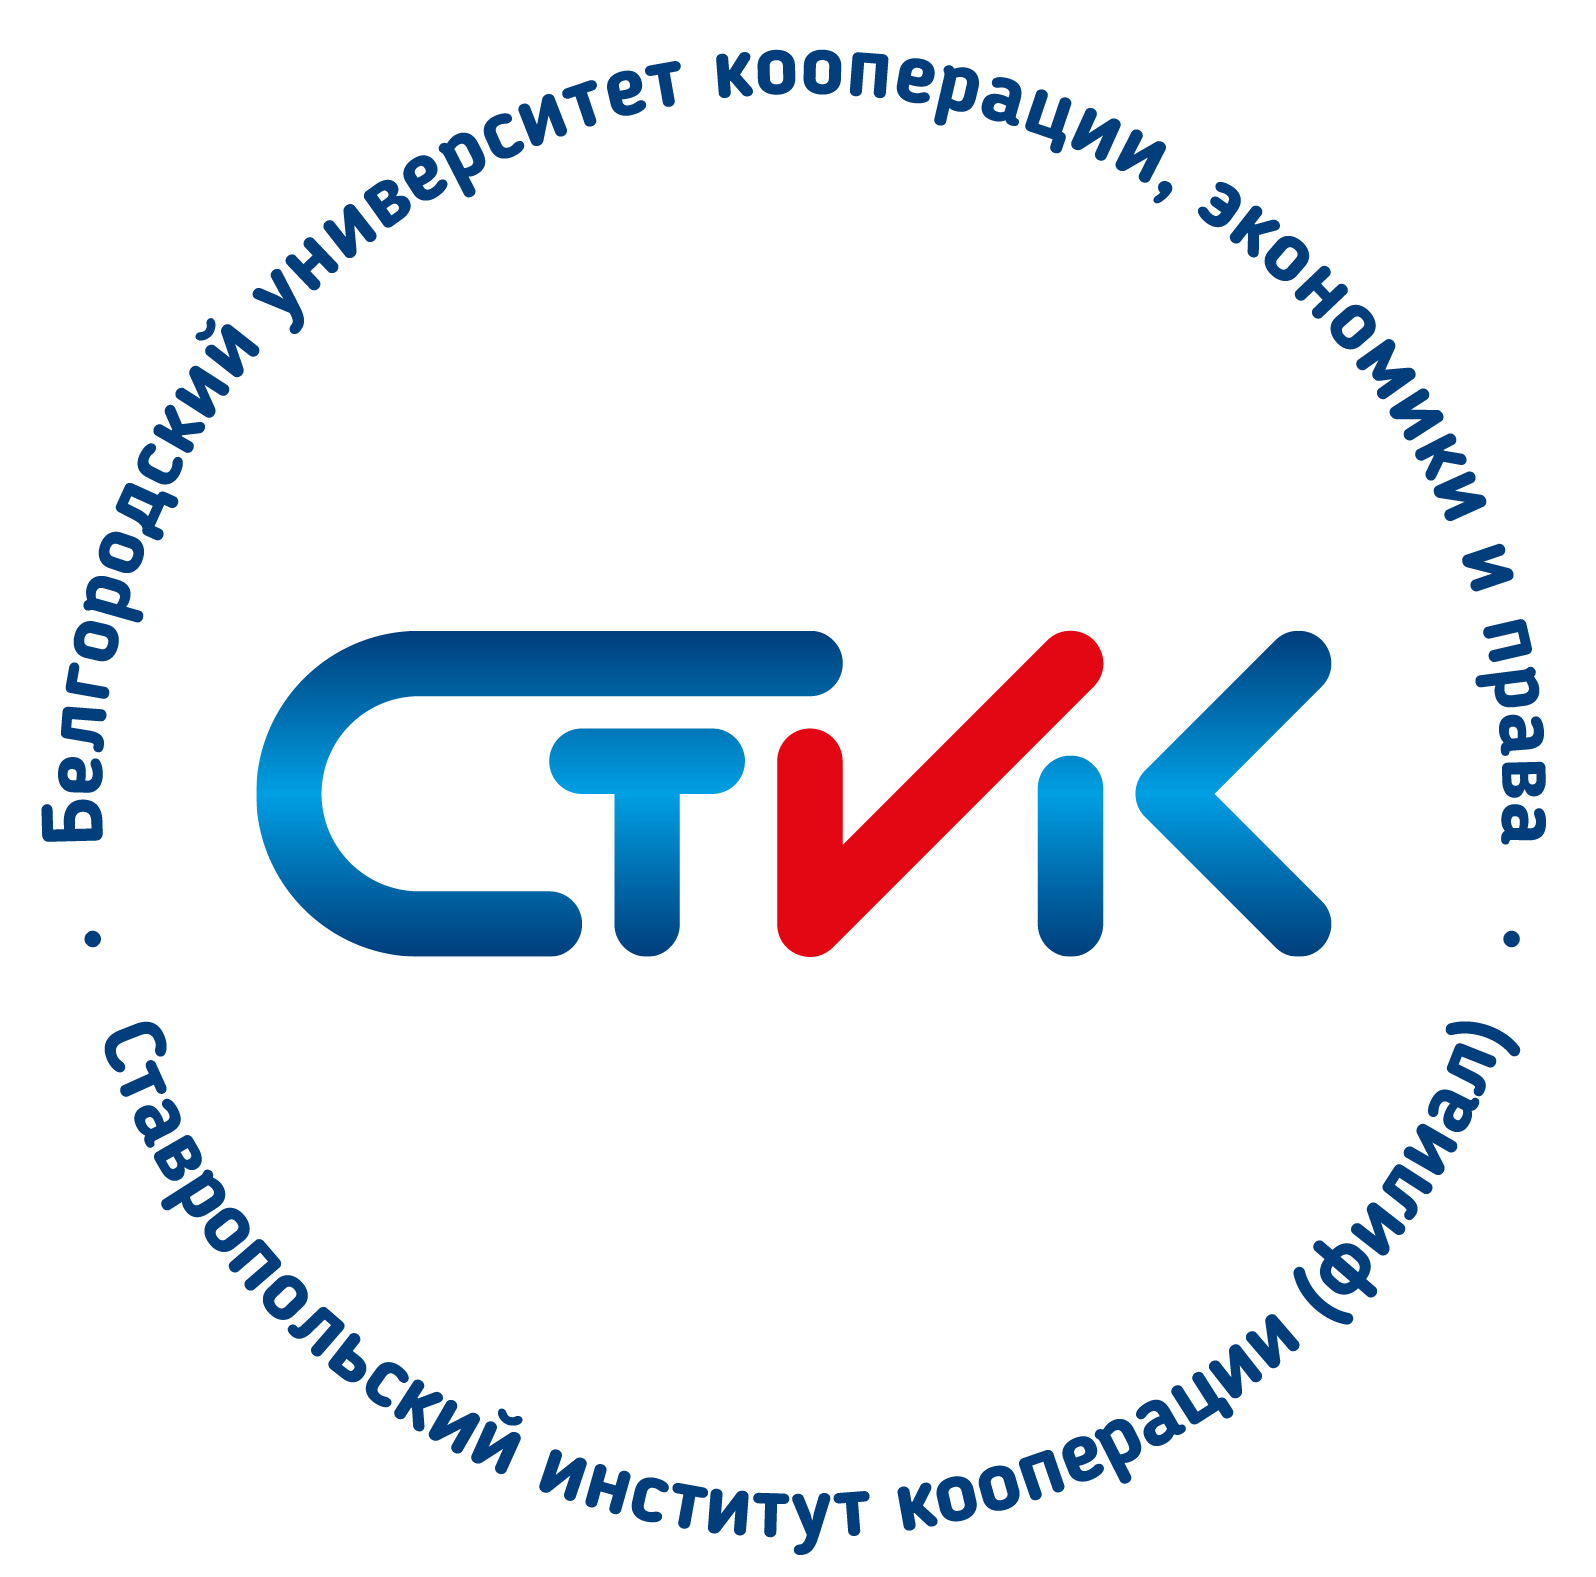 Белгородский университет кооперации, экономики и права
СТИК
· Ставропольский институт кооперации (филиал) ·